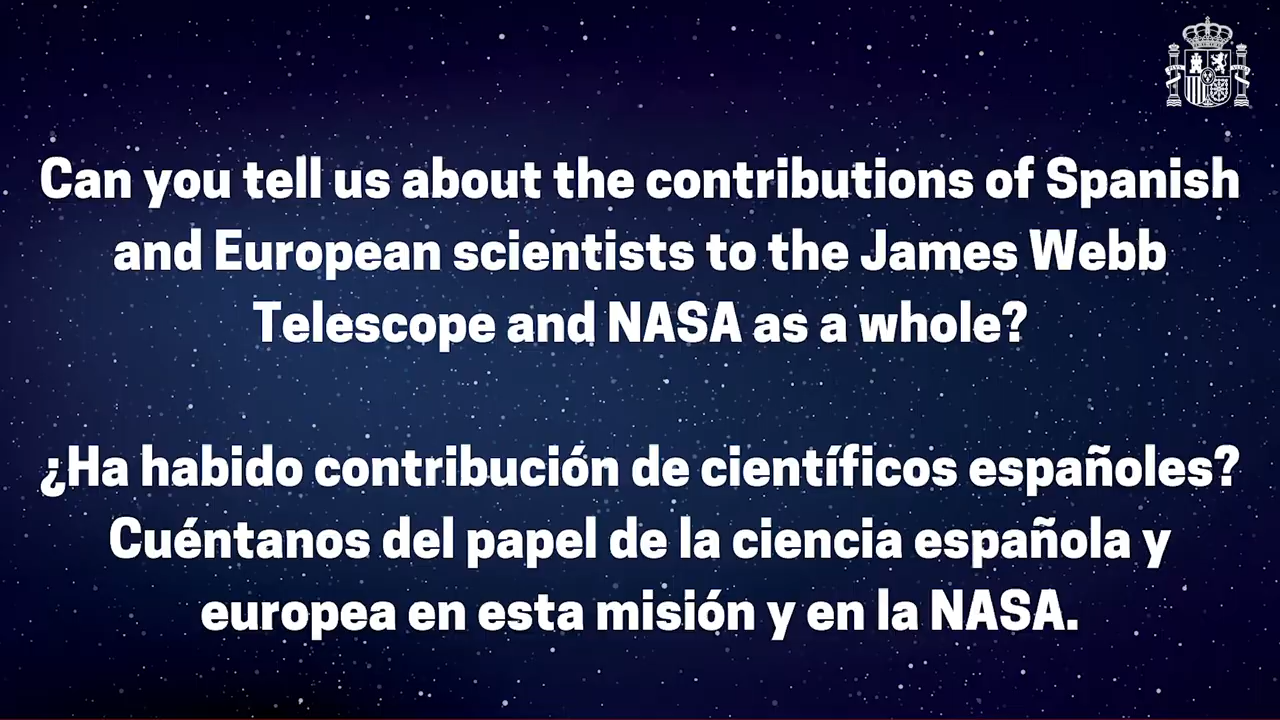 Can you tell us about the contributions of Spanish
and European scientists to the James Webb
Telescope and NASA as a whole?
¿Ha habido contribución de científicos españoles?
Cuéntanos del papel de la ciencia española y
europea en esta misión y en la NASA.